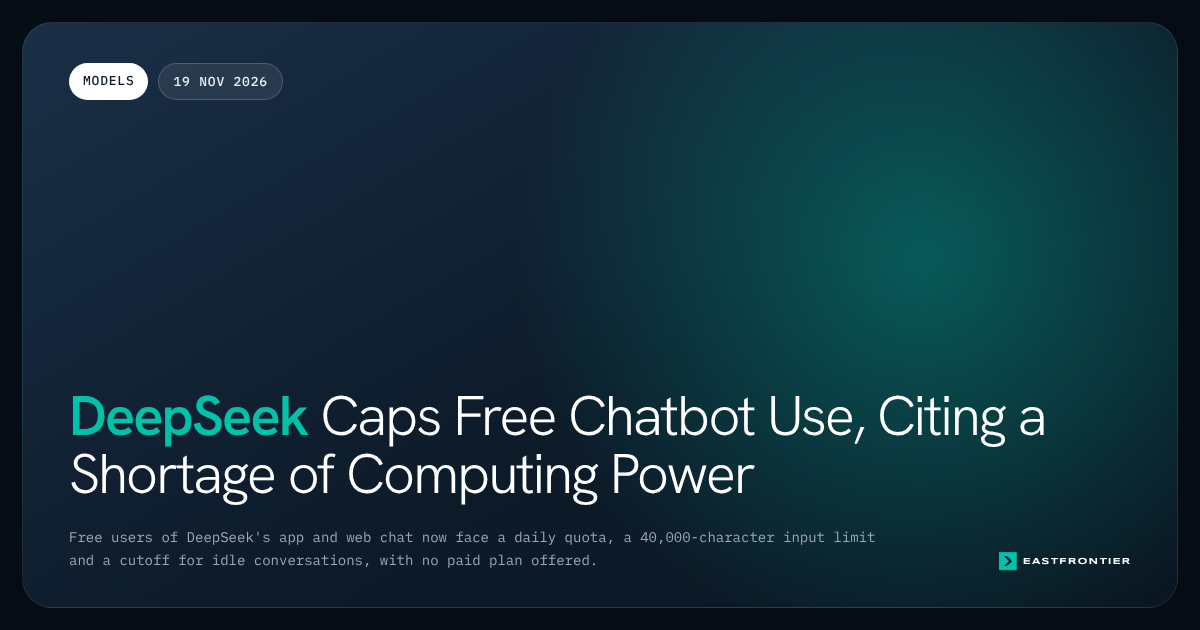 MODELS
19 NOV 2026
DeepSeek Caps Free Chatbot Use, Citing a
Shortage of Computing Power
Free users of DeepSeek's app and web chat now face a daily quota, a 40,000-character input limit
and a cutoff for idle conversations, with no paid plan offered.
EASTFRONTIER